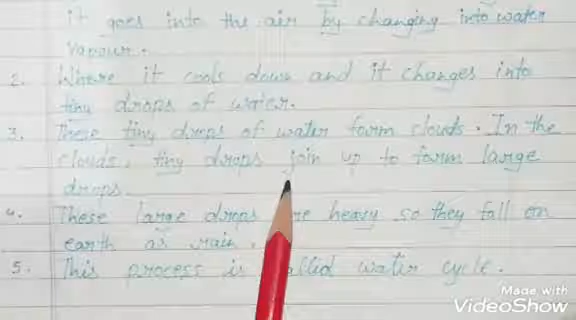 it goes into the air by changing into water
vapour.
2. Where it cools down and it changes into
tiny drops of water.
3. These tiny drops of water form clouds. In the
clouds, tiny drops join up to form large
drops.
4. These large drops re heavy so they fall on
earth as rain.
5. This process is alled water cycle.
Made with
VideoShow